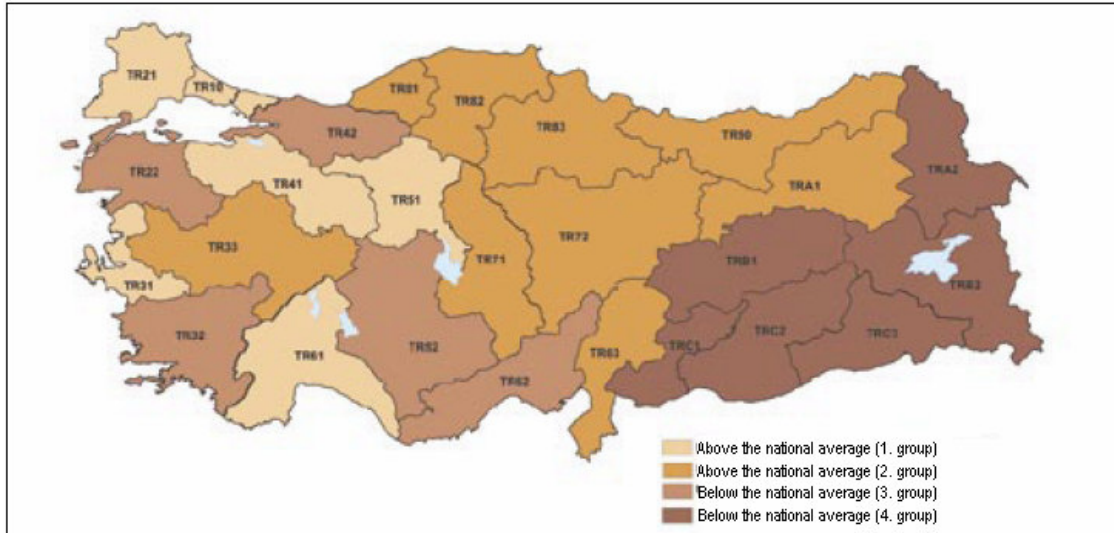 TR21
TR10
TR81
TR82
TR42
TR83
TR90
TR22
TR41
TRA2
TR51
TRA1
TR33
TR72
TR71
TRB1
TR31
TRB2
TR32
TR52
TRC2
TRC3
TR61
TR63
TRC1
TR62
Above the national average (1. group)
Above the national average (2. group)
Below the national average (3. group)
Below the national average (4. group)